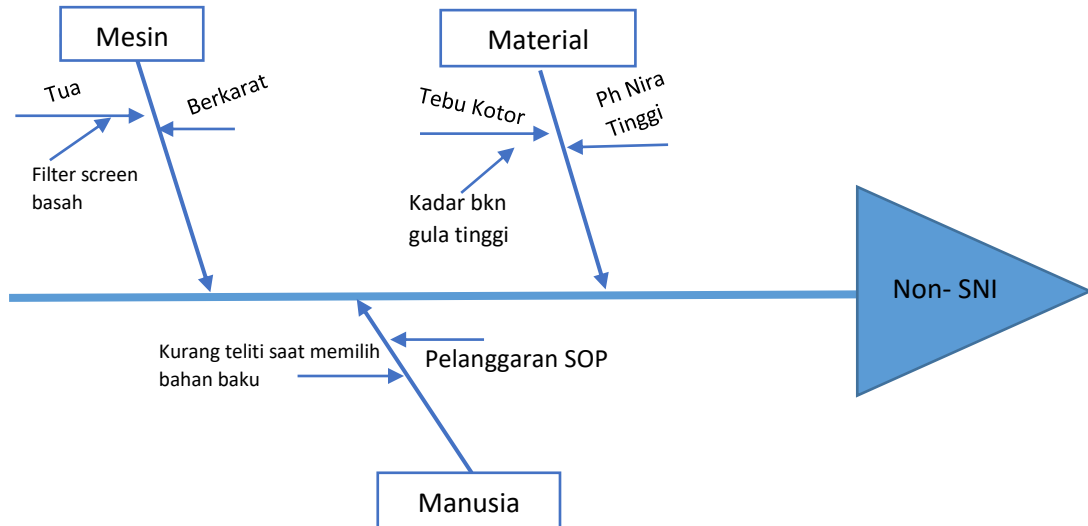 Mesin
Material
Tua
Berkarat
Tebu Kotor
Ph Nira
Tinggi
Filter screen
basah
Kadar bkn
gula tinggi
Non- SNI
Kurang teliti saat memilih
bahan baku
Pelanggaran SOP
Manusia